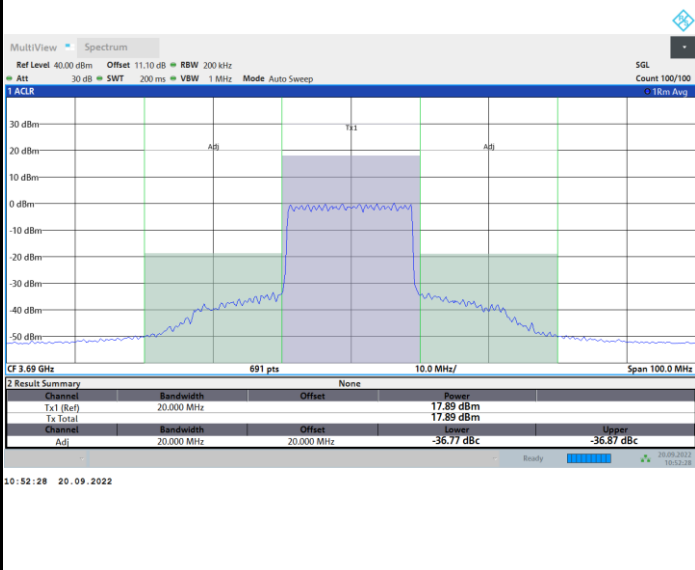 MultiView Spectrum
Ref Level 40.00 dBm Offset 11.10 dB RBW 200 kHz SGL
Att 30 dB SWT 200 ms VBW 1 MHz Mode Auto Sweep Count 100/100
1 ACLR 1Rm Avg
30 dBm
Tx1
20 dBm Adj Adj
10 dBm
0 dBm
-10 dBm
-20 dBm
-30 dBm
-40 dBm
-50 dBm
CF 3.69 GHz 691 pts 10.0 MHz/ Span 100.0 MHz
2 Result Summary None
Channel Bandwidth Offset Power
Tx1 (Ref) 20.000 MHz 17.89 dBm
Tx Total 17.89 dBm
Channel Bandwidth Offset Lower Upper
Adj 20.000 MHz 20.000 MHz -36.77 dBc -36.87 dBc
Ready 20.09.2022
10:52:28
10:52:28 20.09.2022